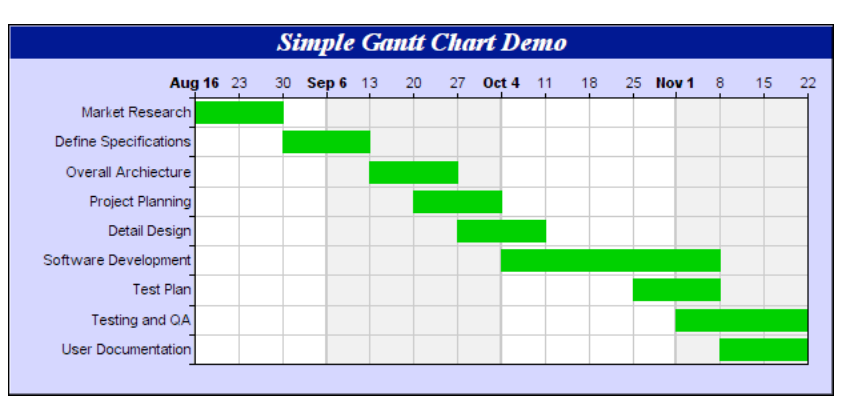 Simple Gantt Chart Demo
Aug 16 23 30 Sep 6 13 20 27 Oct 4 11 18 25 Nov 1 8 15 22
Market Research
Define Specifications
Overall Archiecture
Project Planning
Detail Design
Software Development
Test Plan
Testing and QA
User Documentation